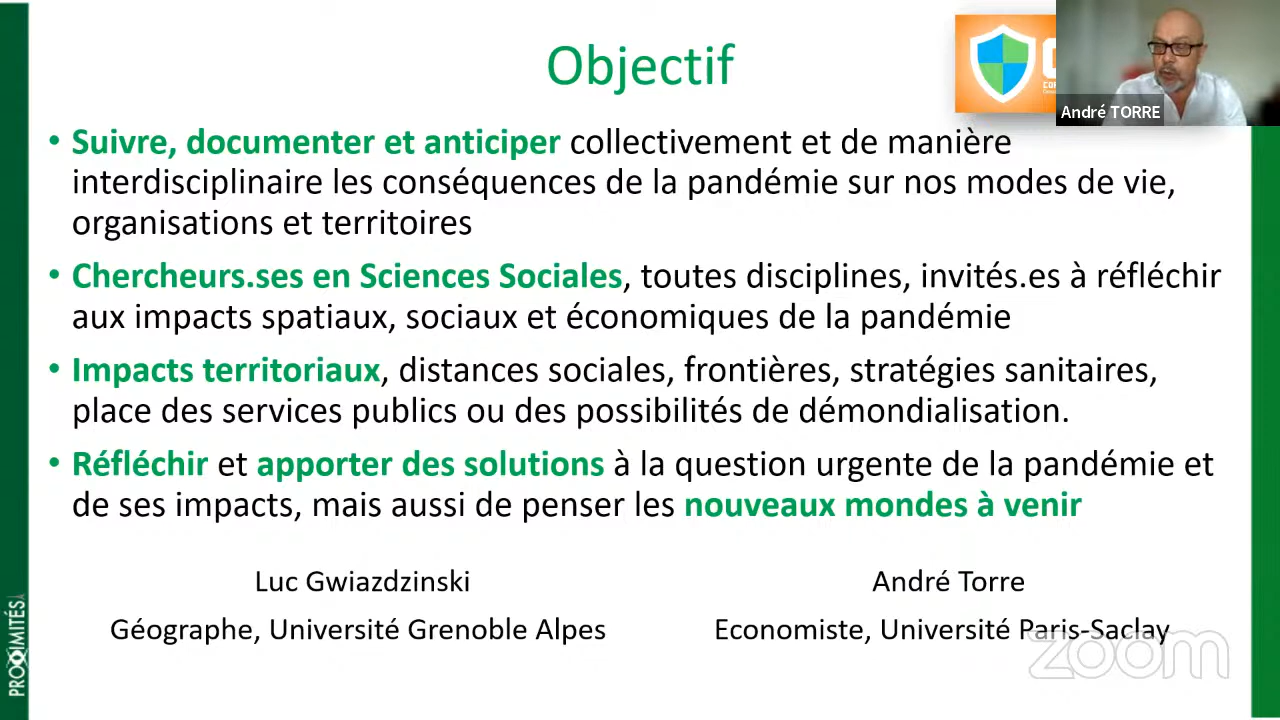 Objectif
André TORRE
• Suivre, documenter et anticiper collectivement et de manière
interdisciplinaire les conséquences de la pandémie sur nos modes de vie,
organisations et territoires
• Chercheurs.ses en Sciences Sociales, toutes disciplines, invités.es à réfléchir
aux impacts spatiaux, sociaux et économiques de la pandémie
• Impacts territoriaux, distances sociales, frontières, stratégies sanitaires,
place des services publics ou des possibilités de démondialisation.
• Réfléchir et apporter des solutions à la question urgente de la pandémie et
de ses impacts, mais aussi de penser les nouveaux mondes à venir
Luc Gwiazdzinski
André Torre
Géographe, Université Grenoble Alpes
Economiste, Université Paris-Saclay
zoom
PROXIMITÉS